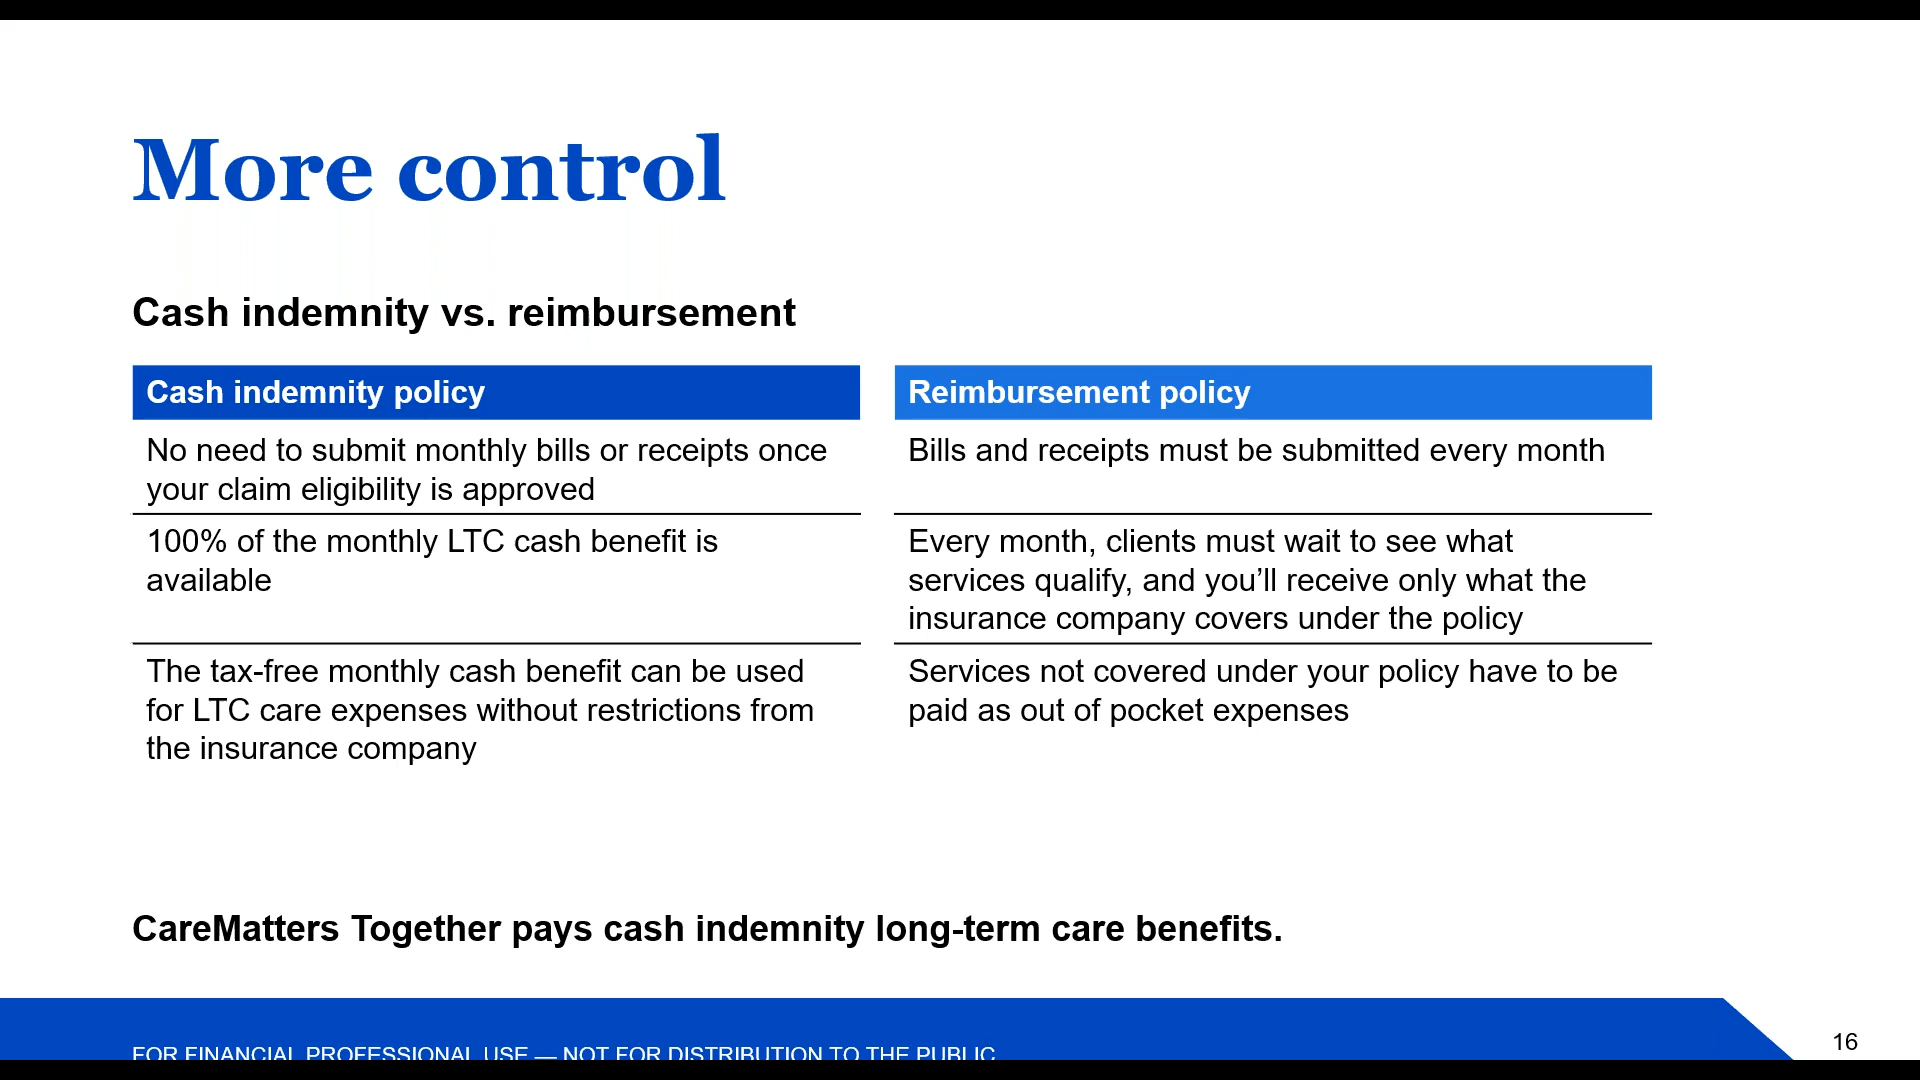 More control
Cash indemnity vs. reimbursement
Cash indemnity policy
No need to submit monthly bills or receipts once
your claim eligibility is approved
100% of the monthly LTC cash benefit is
available
The tax-free monthly cash benefit can be used
for LTC care expenses without restrictions from
the insurance company
Reimbursement policy
Bills and receipts must be submitted every month
Every month, clients must wait to see what
services qualify, and you’ll receive only what the
insurance company covers under the policy
Services not covered under your policy have to be
paid as out of pocket expenses
CareMatters Together pays cash indemnity long-term care benefits.
FOR FINANCIAL PROFESSIONAL USE — NOT FOR DISTRIBUTION TO THE PUBLIC
16